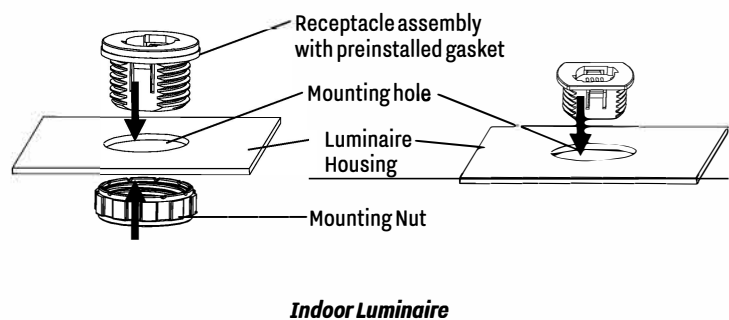 Receptacle assembly
with preinstalled gasket
Mounting hole
Luminaire
Housing
Mounting Nut
Indoor Luminaire